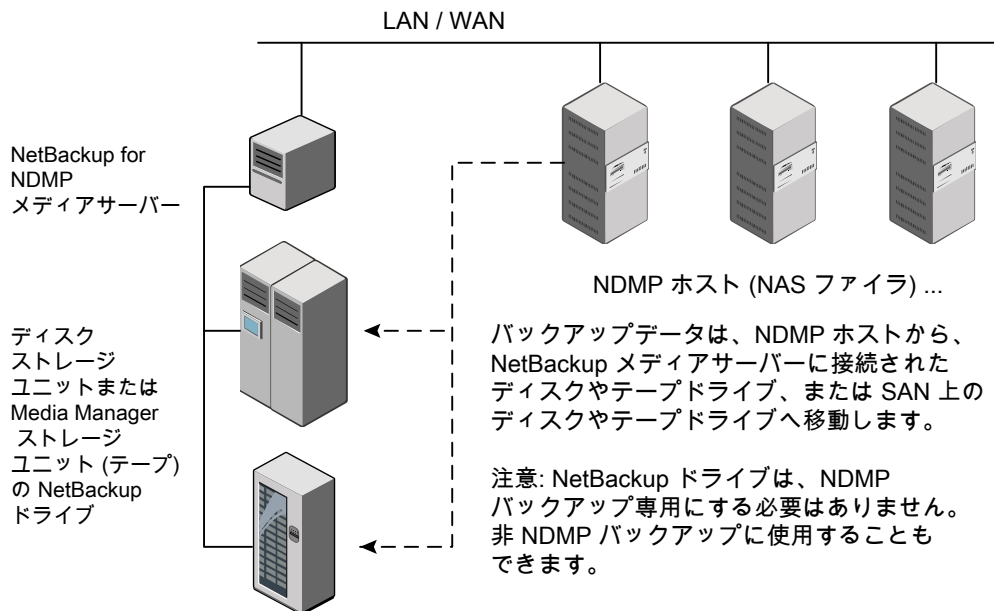 LAN / WAN
NetBackup for
NDMP
メディアサーバー
NDMP ホスト (NAS ファイラ) ...
ディスク
ストレージ
ユニットまたは
Media Manager
ストレージ
ユニット (テープ)
の NetBackup
ドライブ
バックアップデータは、NDMP ホストから、
NetBackup メディアサーバーに接続された
ディスクやテープドライブ、または SAN 上の
ディスクやテープドライブへ移動します。
注意: NetBackup ドライブは、NDMP
バックアップ専用にする必要はありません。
非 NDMP バックアップに使用することも
できます。